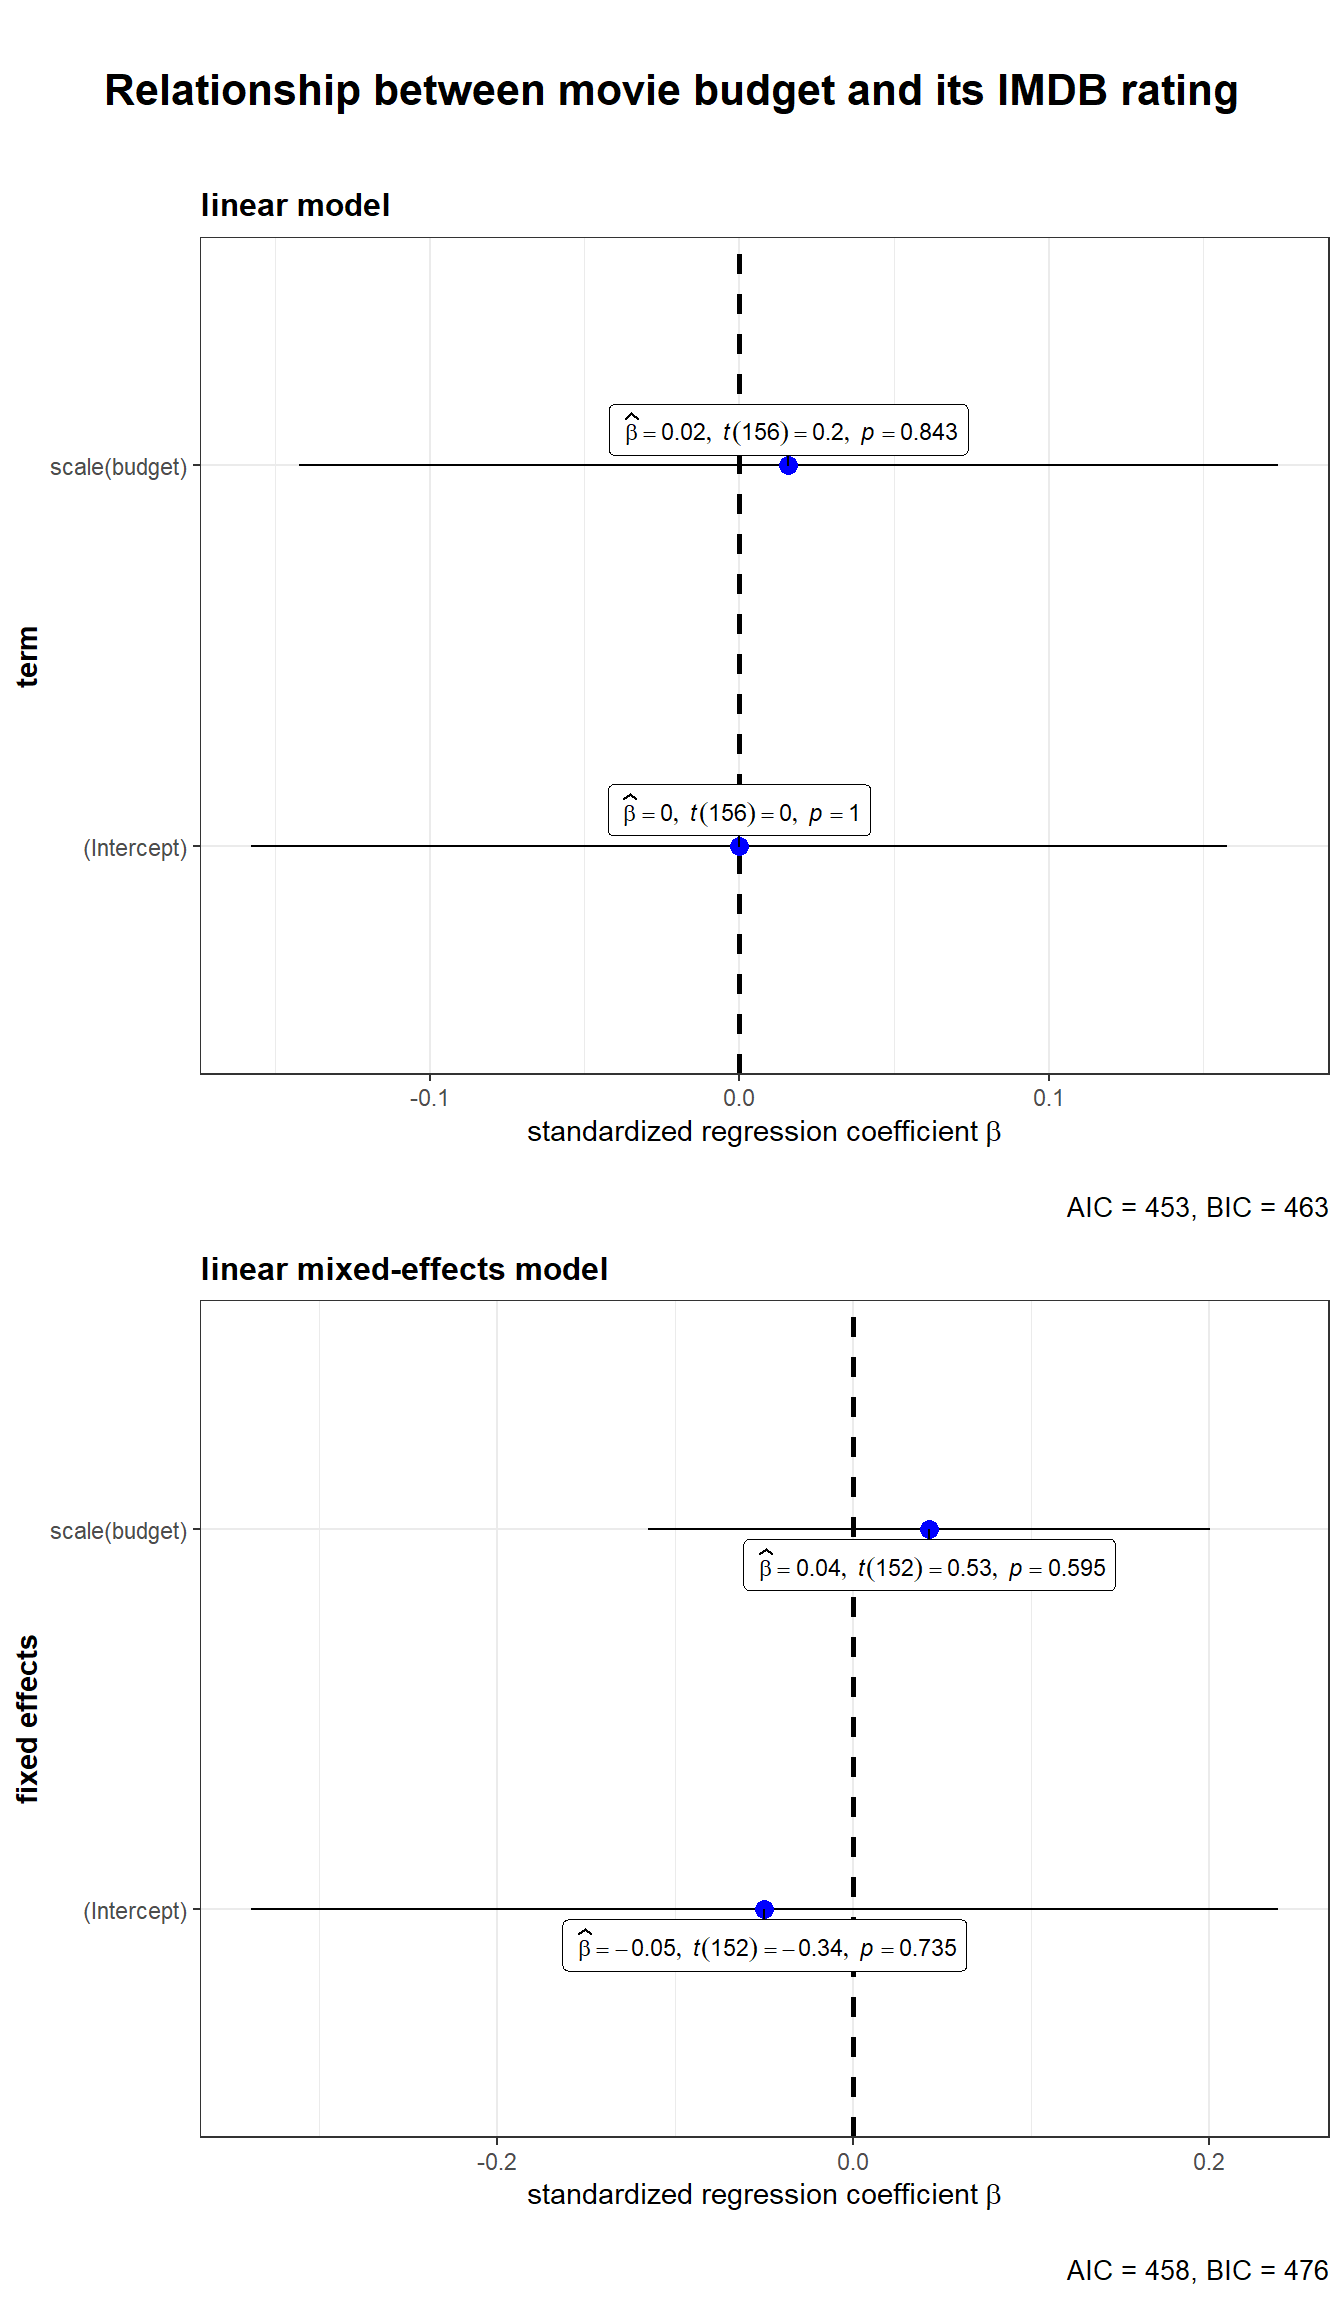 Relationship between movie budget and its IMDB rating
linear model
β̂ = 0.02, t(156) = 0.2, p = 0.843
scale(budget)
term
β̂ = 0, t(156) = 0, p = 1
(Intercept)
-0.1 0.0 0.1
standardized regression coefficient β
AIC = 453, BIC = 463
linear mixed-effects model
scale(budget)
β̂ = 0.04, t(152) = 0.53, p = 0.595
fixed effects
(Intercept)
β̂ = −0.05, t(152) = −0.34, p = 0.735
-0.2 0.0 0.2
standardized regression coefficient β
AIC = 458, BIC = 476